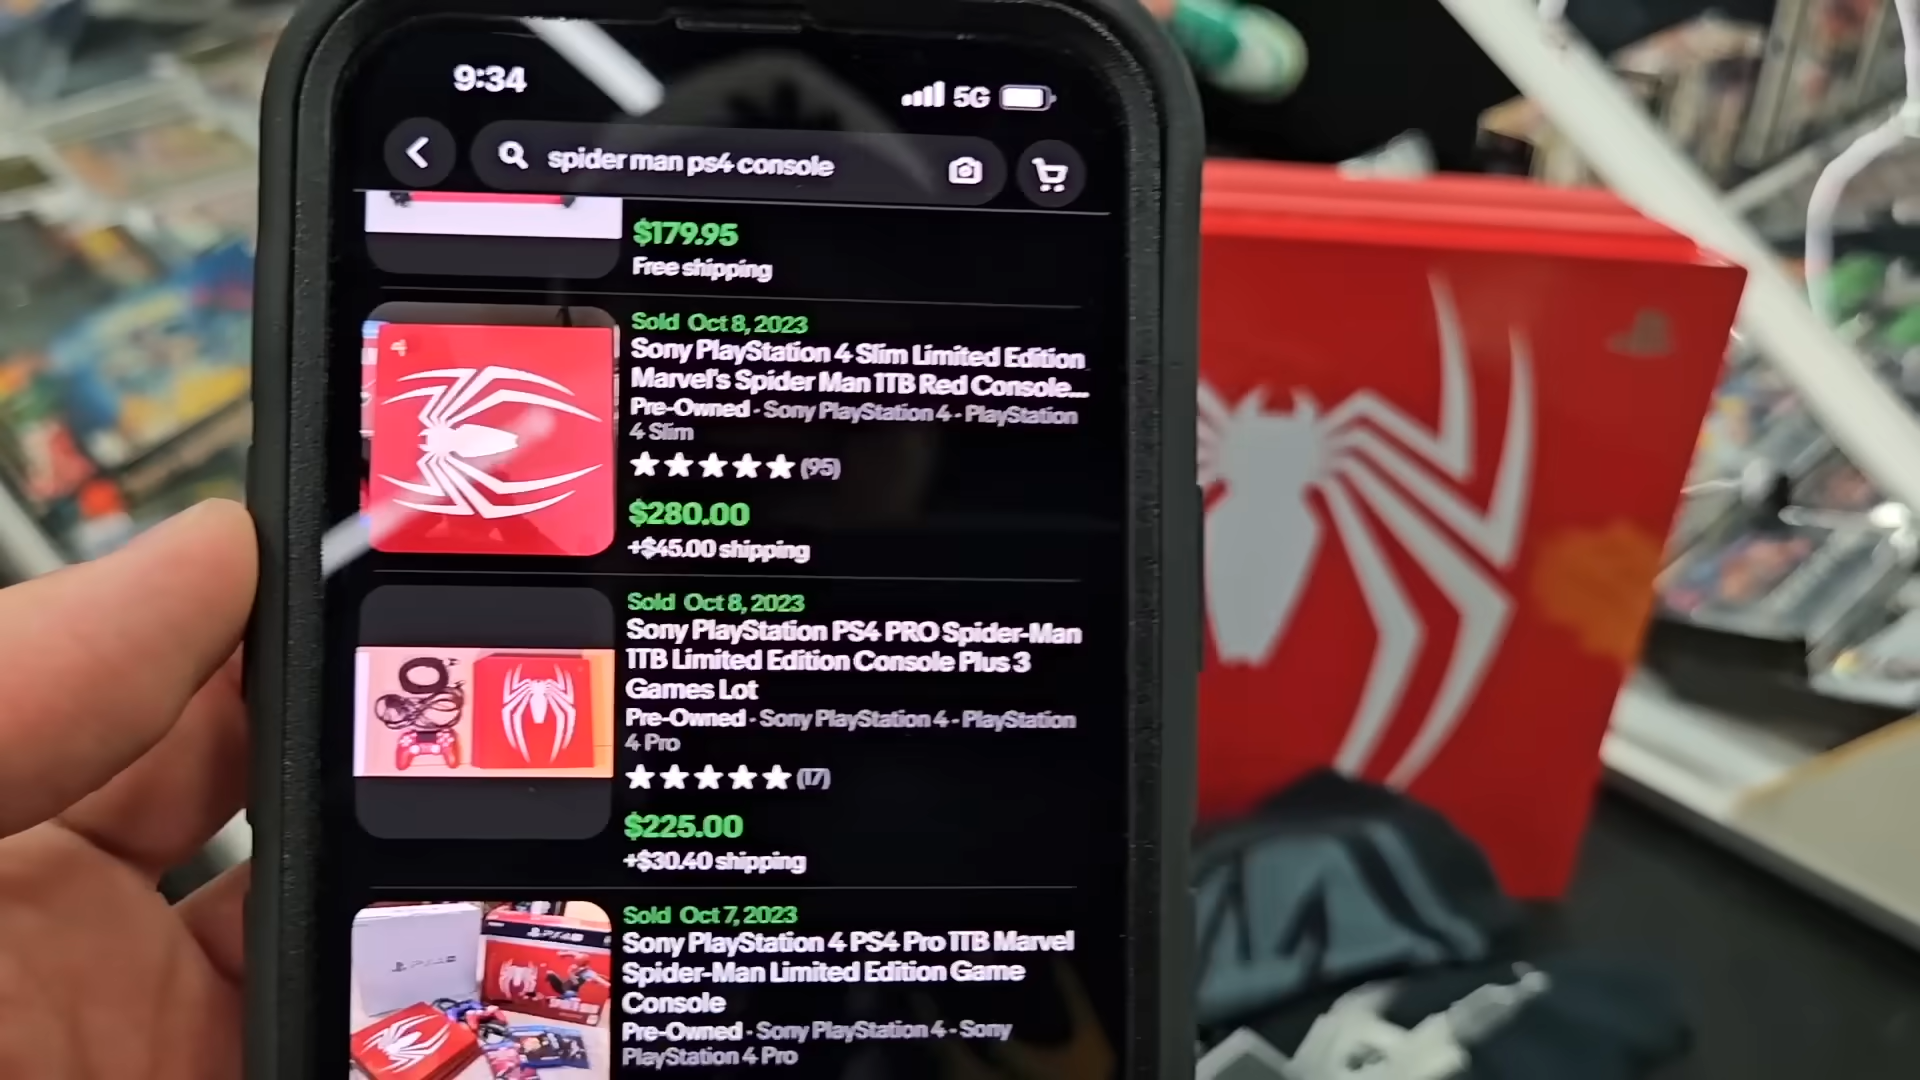 9:34
5G
spider man ps4 console
$179.95
Free shipping
Sold Oct 8, 2023
Sony PlayStation 4 Slim Limited Edition
Marvel's Spider Man 1TB Red Console...
Pre-Owned · Sony PlayStation 4 - PlayStation
4 Slim
(95)
$280.00
+$45.00 shipping
Sold Oct 8, 2023
Sony PlayStation PS4 PRO Spider-Man
1TB Limited Edition Console Plus 3
Games Lot
Pre-Owned · Sony PlayStation 4 - PlayStation
4 Pro
(17)
$225.00
+$30.40 shipping
Sold Oct 7, 2023
Sony PlayStation 4 PS4 Pro 1TB Marvel
Spider-Man Limited Edition Game
Console
Pre-Owned · Sony PlayStation 4 - Sony
PlayStation 4 Pro